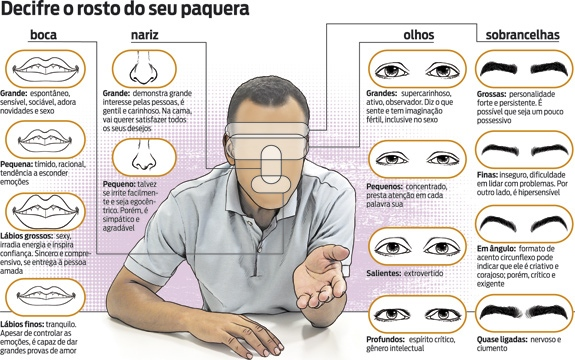 Decifre o rosto do seu paquera
boca
Grande: espontâneo,
sensível, sociável, adora
novidades e sexo
Pequena: tímido, racional,
tendência a esconder
emoções
Lábios grossos: sexy,
irradia energia e inspira
confiança. Sincero e compre-
ensivo, se entrega à pessoa
amada
Lábios finos: tranquilo.
Apesar de controlar as
emoções, é capaz de dar
grandes provas de amor
nariz
Grande: demonstra grande
interesse pelas pessoas, é
gentil e carinhoso. Na cama,
vai querer satisfazer todos
os seus desejos
Pequeno: talvez
se irrite facilmen-
te e seja egocên-
trico. Porém, é
simpático e
agradável
olhos
Grandes: supercarinhoso,
ativo, observador. Diz o que
sente e tem imaginação
fértil, inclusive no sexo
Pequenos: concentrado,
presta atenção em cada
palavra sua
Salientes: extrovertido
Profundos: espírito crítico,
gênero intelectual
sobrancelhas
Grossas: personalidade
forte e persistente. É
possível que seja um pouco
possessivo
Finas: inseguro, dificuldade
em lidar com problemas. Por
outro lado, é hipersensível
Em ângulo: formato de
acento circunflexo pode
indicar que ele é criativo e
corajoso; porém, crítico e
exigente
Quase ligadas: nervoso e
ciumento